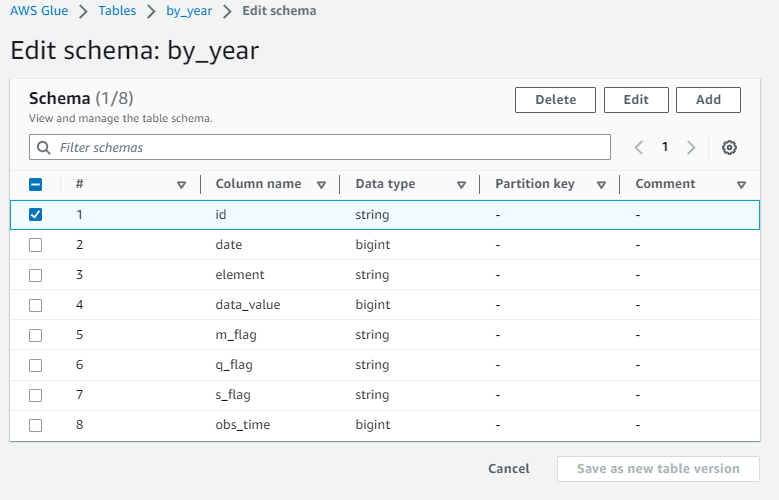 AWS Glue > Tables > by_year > Edit schema
Edit schema: by_year
Schema (1/8) Delete Edit Add
View and manage the table schema.
Filter schemas 1
# Column name Data type Partition key Comment
1 id string - -
2 date bigint - -
3 element string - -
4 data_value bigint - -
5 m_flag string - -
6 q_flag string - -
7 s_flag string - -
8 obs_time bigint - -
Cancel Save as new table version